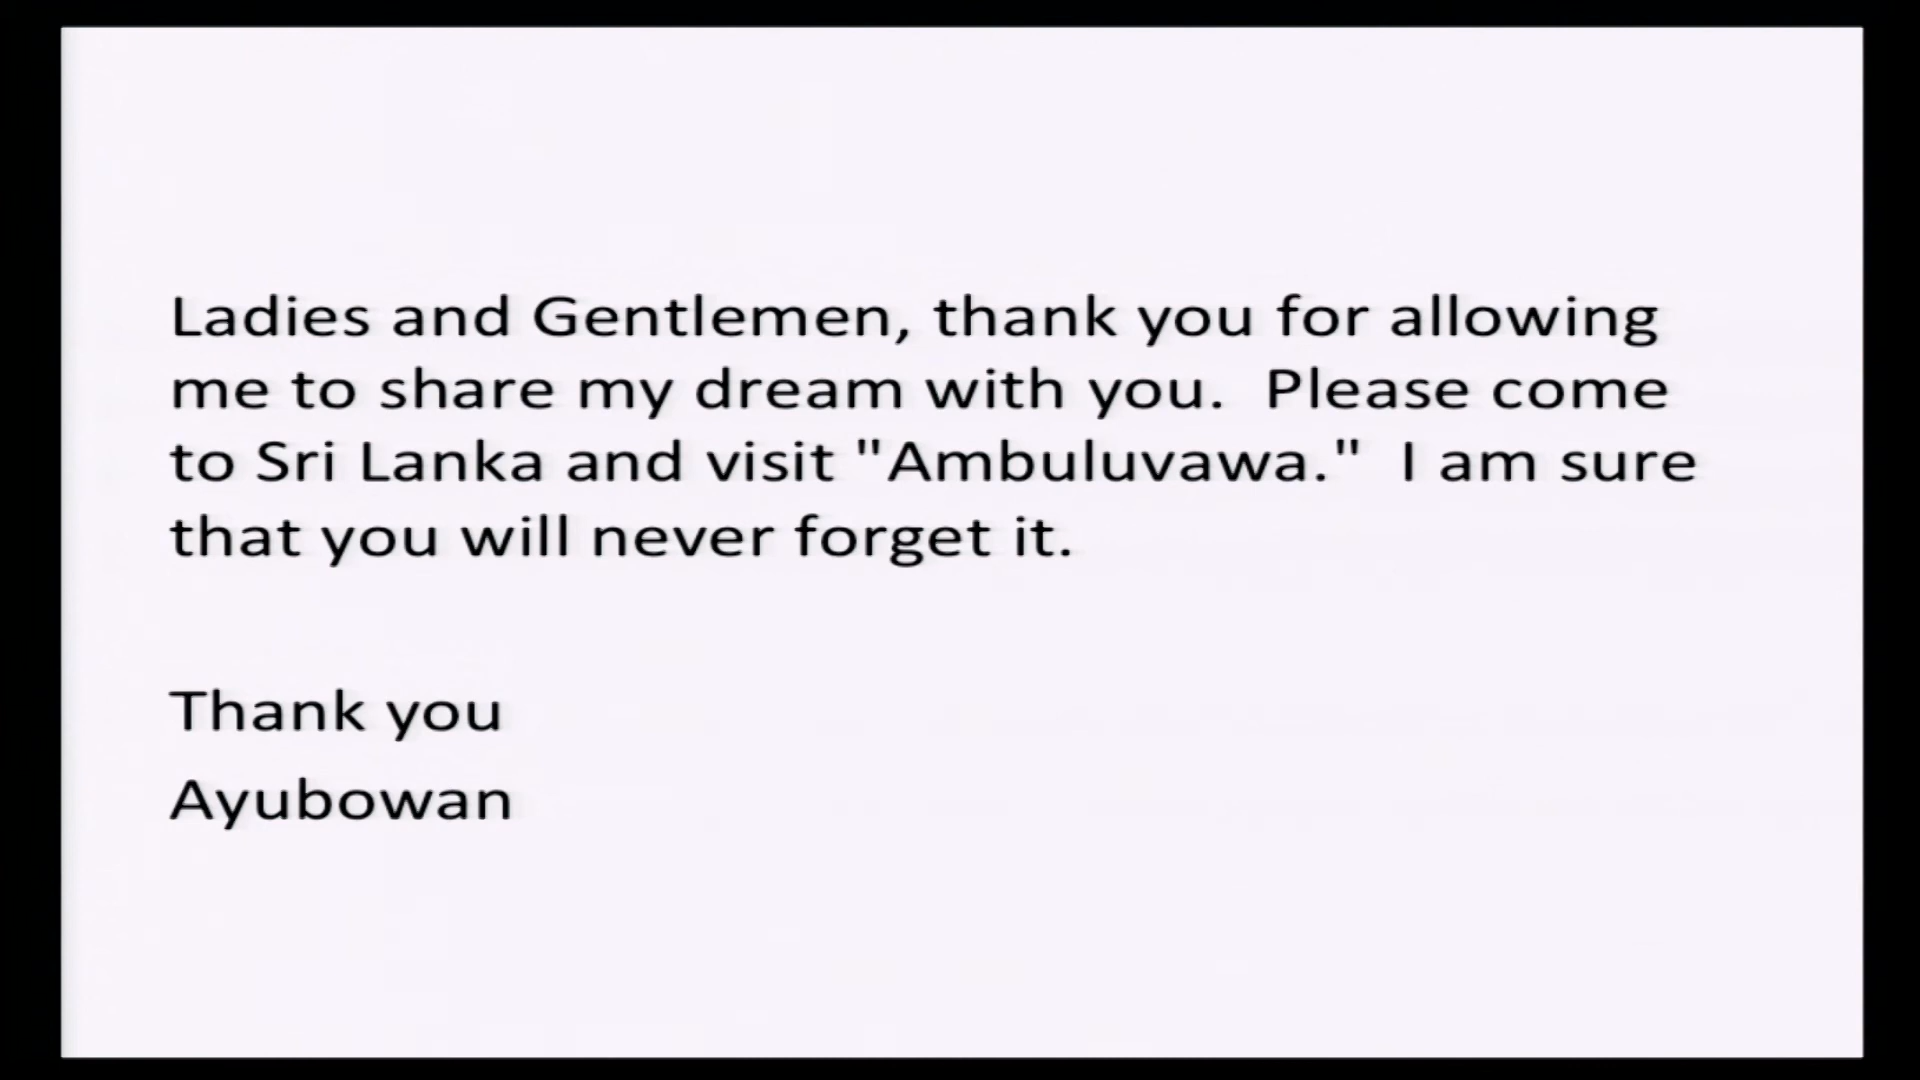 Ladies and Gentlemen, thank you for allowing
me to share my dream with you.  Please come
to Sri Lanka and visit "Ambuluvawa."  I am sure
that you will never forget it.
Thank you
Ayubowan